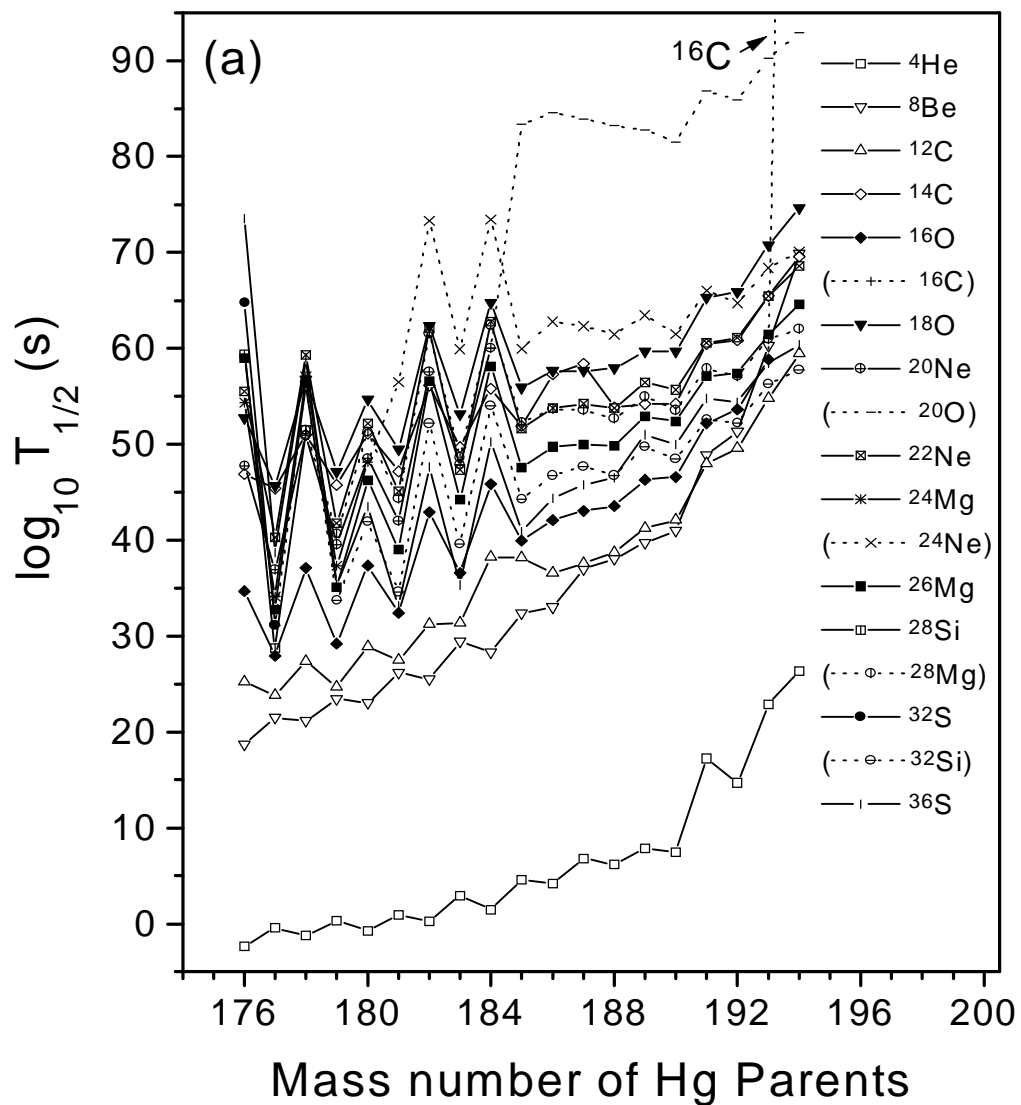 (a)
16C
log10 T1/2 (s)
90
80
70
60
50
40
30
20
10
0
176 180 184 188 192 196 200
Mass number of Hg Parents
4He
8Be
12C
14C
16O
( 16C)
18O
20Ne
( 20O)
22Ne
24Mg
( 24Ne)
26Mg
28Si
( 28Mg)
32S
( 32Si)
36S